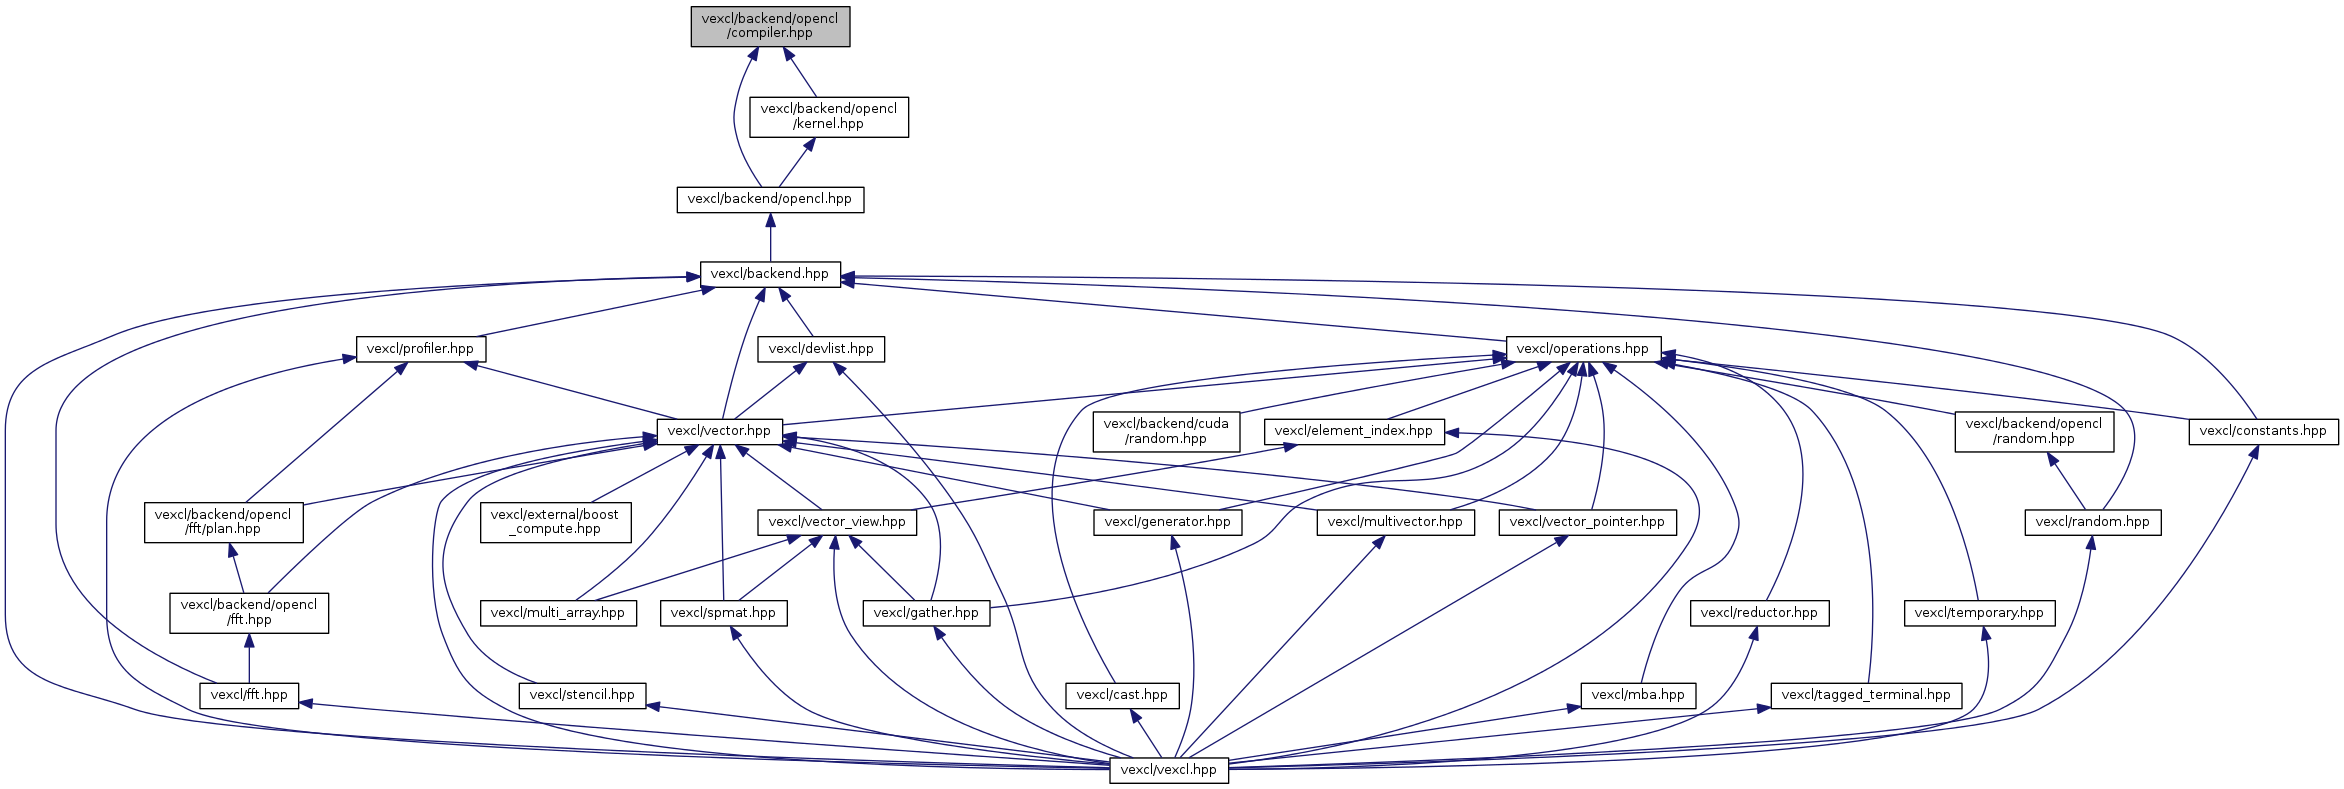 vexcl/backend/opencl
/compiler.hpp
vexcl/backend/opencl
/kernel.hpp
vexcl/backend/opencl.hpp
vexcl/backend.hpp
vexcl/profiler.hpp
vexcl/devlist.hpp
vexcl/operations.hpp
vexcl/vector.hpp
vexcl/backend/cuda
/random.hpp
vexcl/element_index.hpp
vexcl/backend/opencl
/random.hpp
vexcl/constants.hpp
vexcl/backend/opencl
/fft/plan.hpp
vexcl/external/boost
_compute.hpp
vexcl/vector_view.hpp
vexcl/generator.hpp
vexcl/multivector.hpp
vexcl/vector_pointer.hpp
vexcl/random.hpp
vexcl/backend/opencl
/fft.hpp
vexcl/multi_array.hpp
vexcl/spmat.hpp
vexcl/gather.hpp
vexcl/reductor.hpp
vexcl/temporary.hpp
vexcl/fft.hpp
vexcl/stencil.hpp
vexcl/cast.hpp
vexcl/mba.hpp
vexcl/tagged_terminal.hpp
vexcl/vexcl.hpp